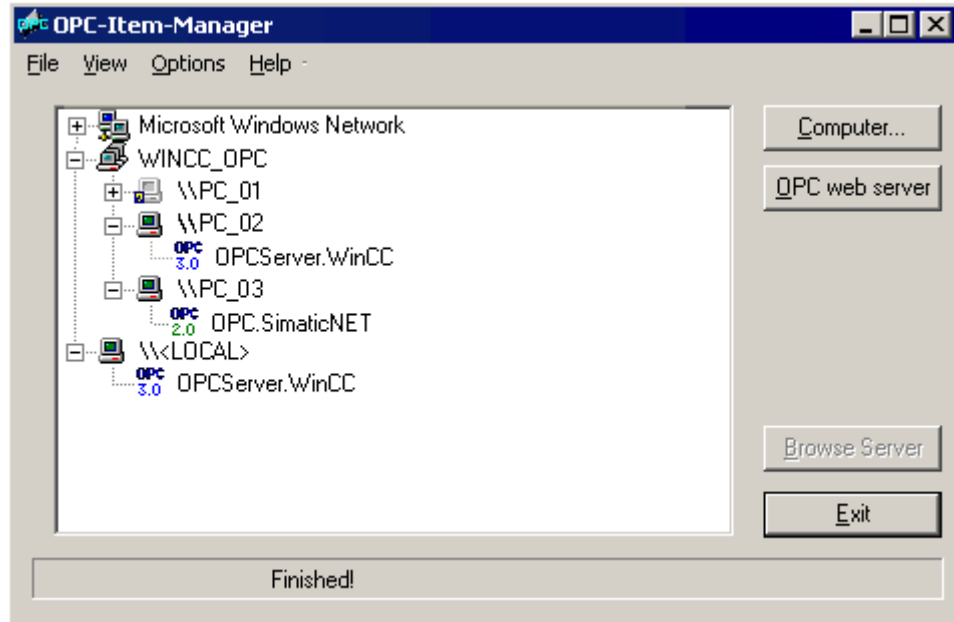 OPC OPC-Item-Manager
File View Options Help
Microsoft Windows Network
Computer...
WINCC_OPC
\\PC_01
OPC web server
\\PC_02
OPC 3.0 OPCServer.WinCC
\\PC_03
OPC 2.0 OPC.SimaticNET
\\<LOCAL>
OPC 3.0 OPCServer.WinCC
Browse Server
Exit
Finished!